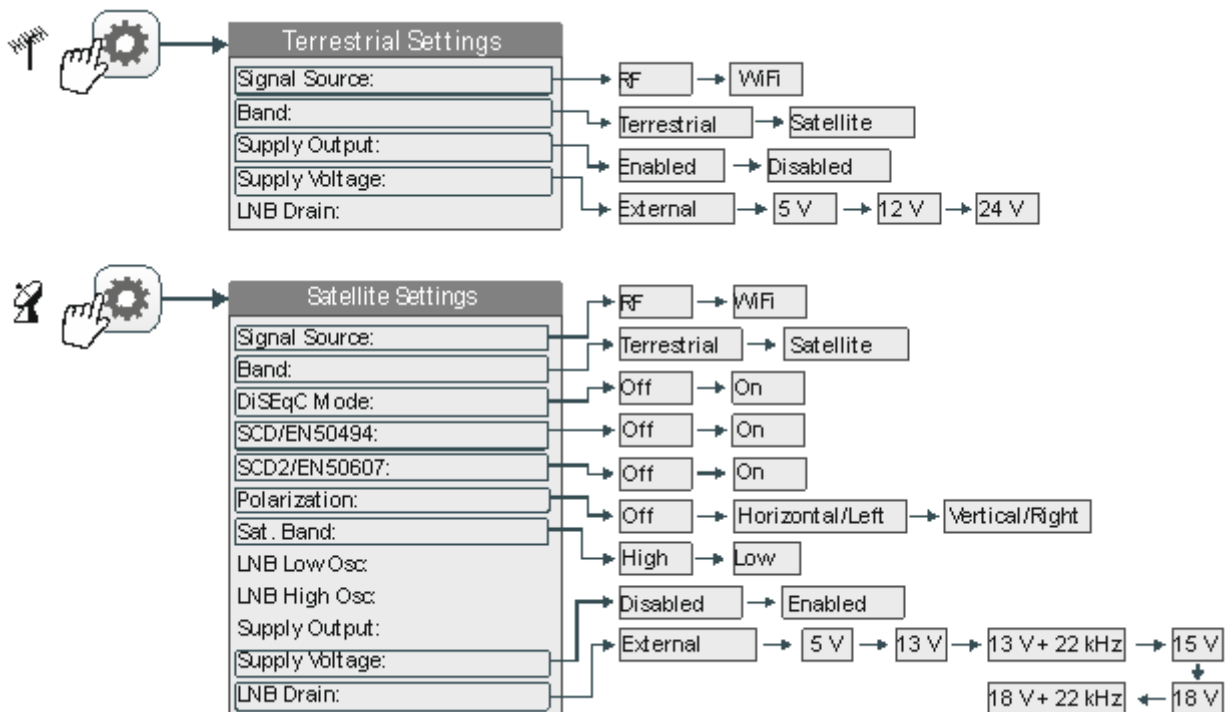 Terrestrial Settings
Signal Source: RF WiFi
Band: Terrestrial Satellite
Supply Output: Enabled Disabled
Supply Voltage: External 5 V 12 V 24 V
LNB Drain:
Satellite Settings
Signal Source: RF WiFi
Band: Terrestrial Satellite
DiSEqC Mode: Off On
SCD/EN50494: Off On
SCD2/EN50607: Off On
Polarization: Off Horizontal/Left Vertical/Right
Sat. Band: High Low
LNB Low Osc:
LNB High Osc:
Supply Output:
Supply Voltage: Disabled Enabled
LNB Drain: External 5 V 13 V 13 V + 22 kHz 15 V
18 V + 22 kHz 18 V